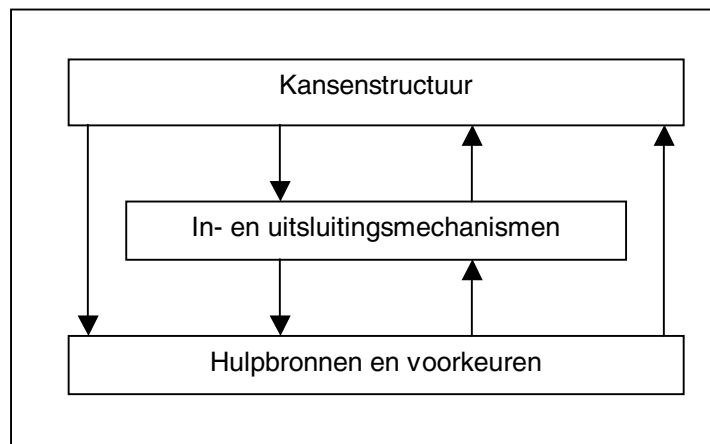 Kansenstructuur
In- en uitsluitingsmechanismen
Hulpbronnen en voorkeuren